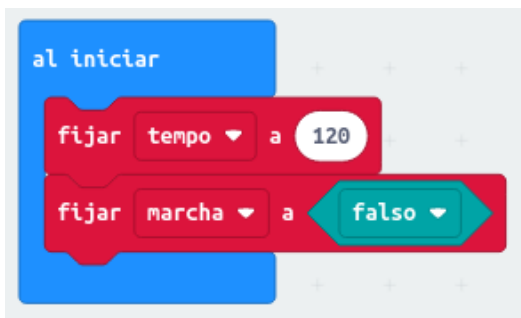 al iniciar
fijar tempo a 120
fijar marcha a falso